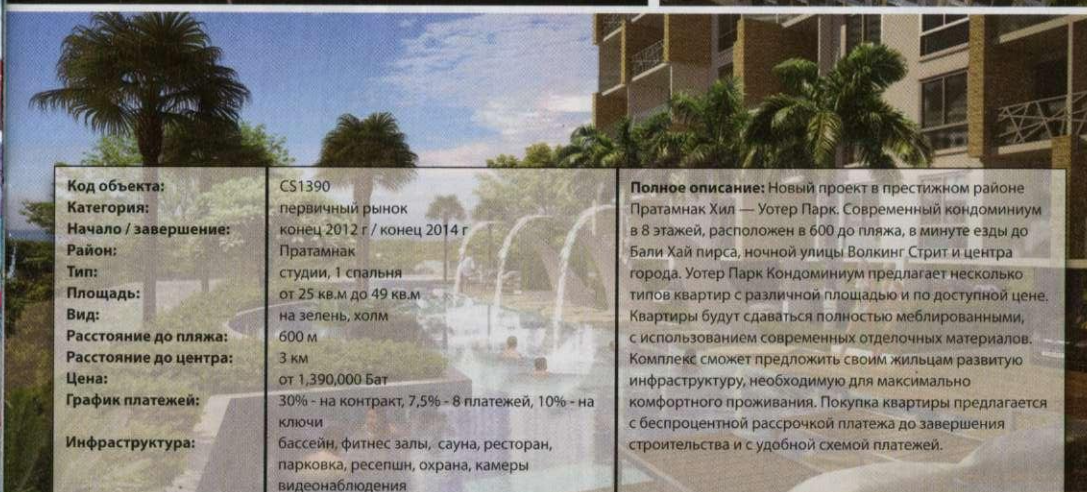 Код объекта: CS1390
Категория: первичный рынок
Начало / завершение: конец 2012 г / конец 2014 г
Район: Пратамнак
Тип: студии, 1 спальня
Площадь: от 25 кв.м до 49 кв.м
Вид: на зелень, холм
Расстояние до пляжа: 600 м
Расстояние до центра: 3 км
Цена: от 1,390,000 Бат
График платежей: 30% - на контракт, 7,5% - 8 платежей, 10% - на
ключи
Инфраструктура: бассейн, фитнес залы, сауна, ресторан,
парковка, ресепшн, охрана, камеры
видеонаблюдения
Полное описание: Новый проект в престижном районе
Пратамнак Хил — Уотер Парк. Современный кондоминиум
в 8 этажей, расположен в 600 до пляжа, в минуте езды до
Бали Хай пирса, ночной улицы Волкинг Стрит и центра
города. Уотер Парк Кондоминиум предлагает несколько
типов квартир с различной площадью и по доступной цене.
Квартиры будут сдаваться полностью меблированными,
с использованием современных отделочных материалов.
Комплекс сможет предложить своим жильцам развитую
инфраструктуру, необходимую для максимально
комфортного проживания. Покупка квартиры предлагается
с беспроцентной рассрочкой платежа до завершения
строительства и с удобной схемой платежей.